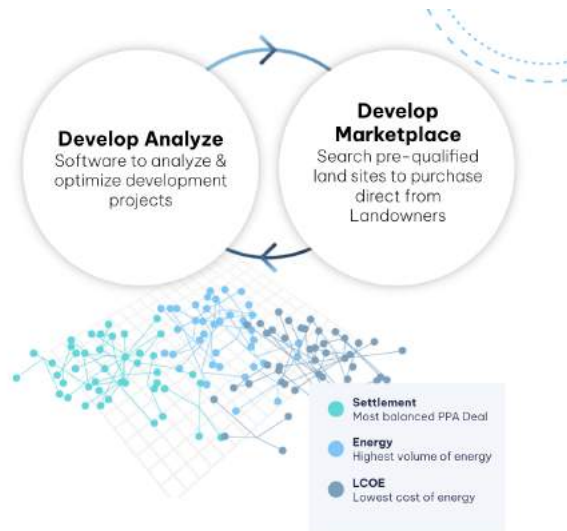 Develop Analyze
Software to analyze &
optimize development
projects
Develop
Marketplace
Search pre-qualified
land sites to purchase
direct from
Landowners
Settlement
Most balanced PPA Deal
Energy
Highest volume of energy
LCOE
Lowest cost of energy